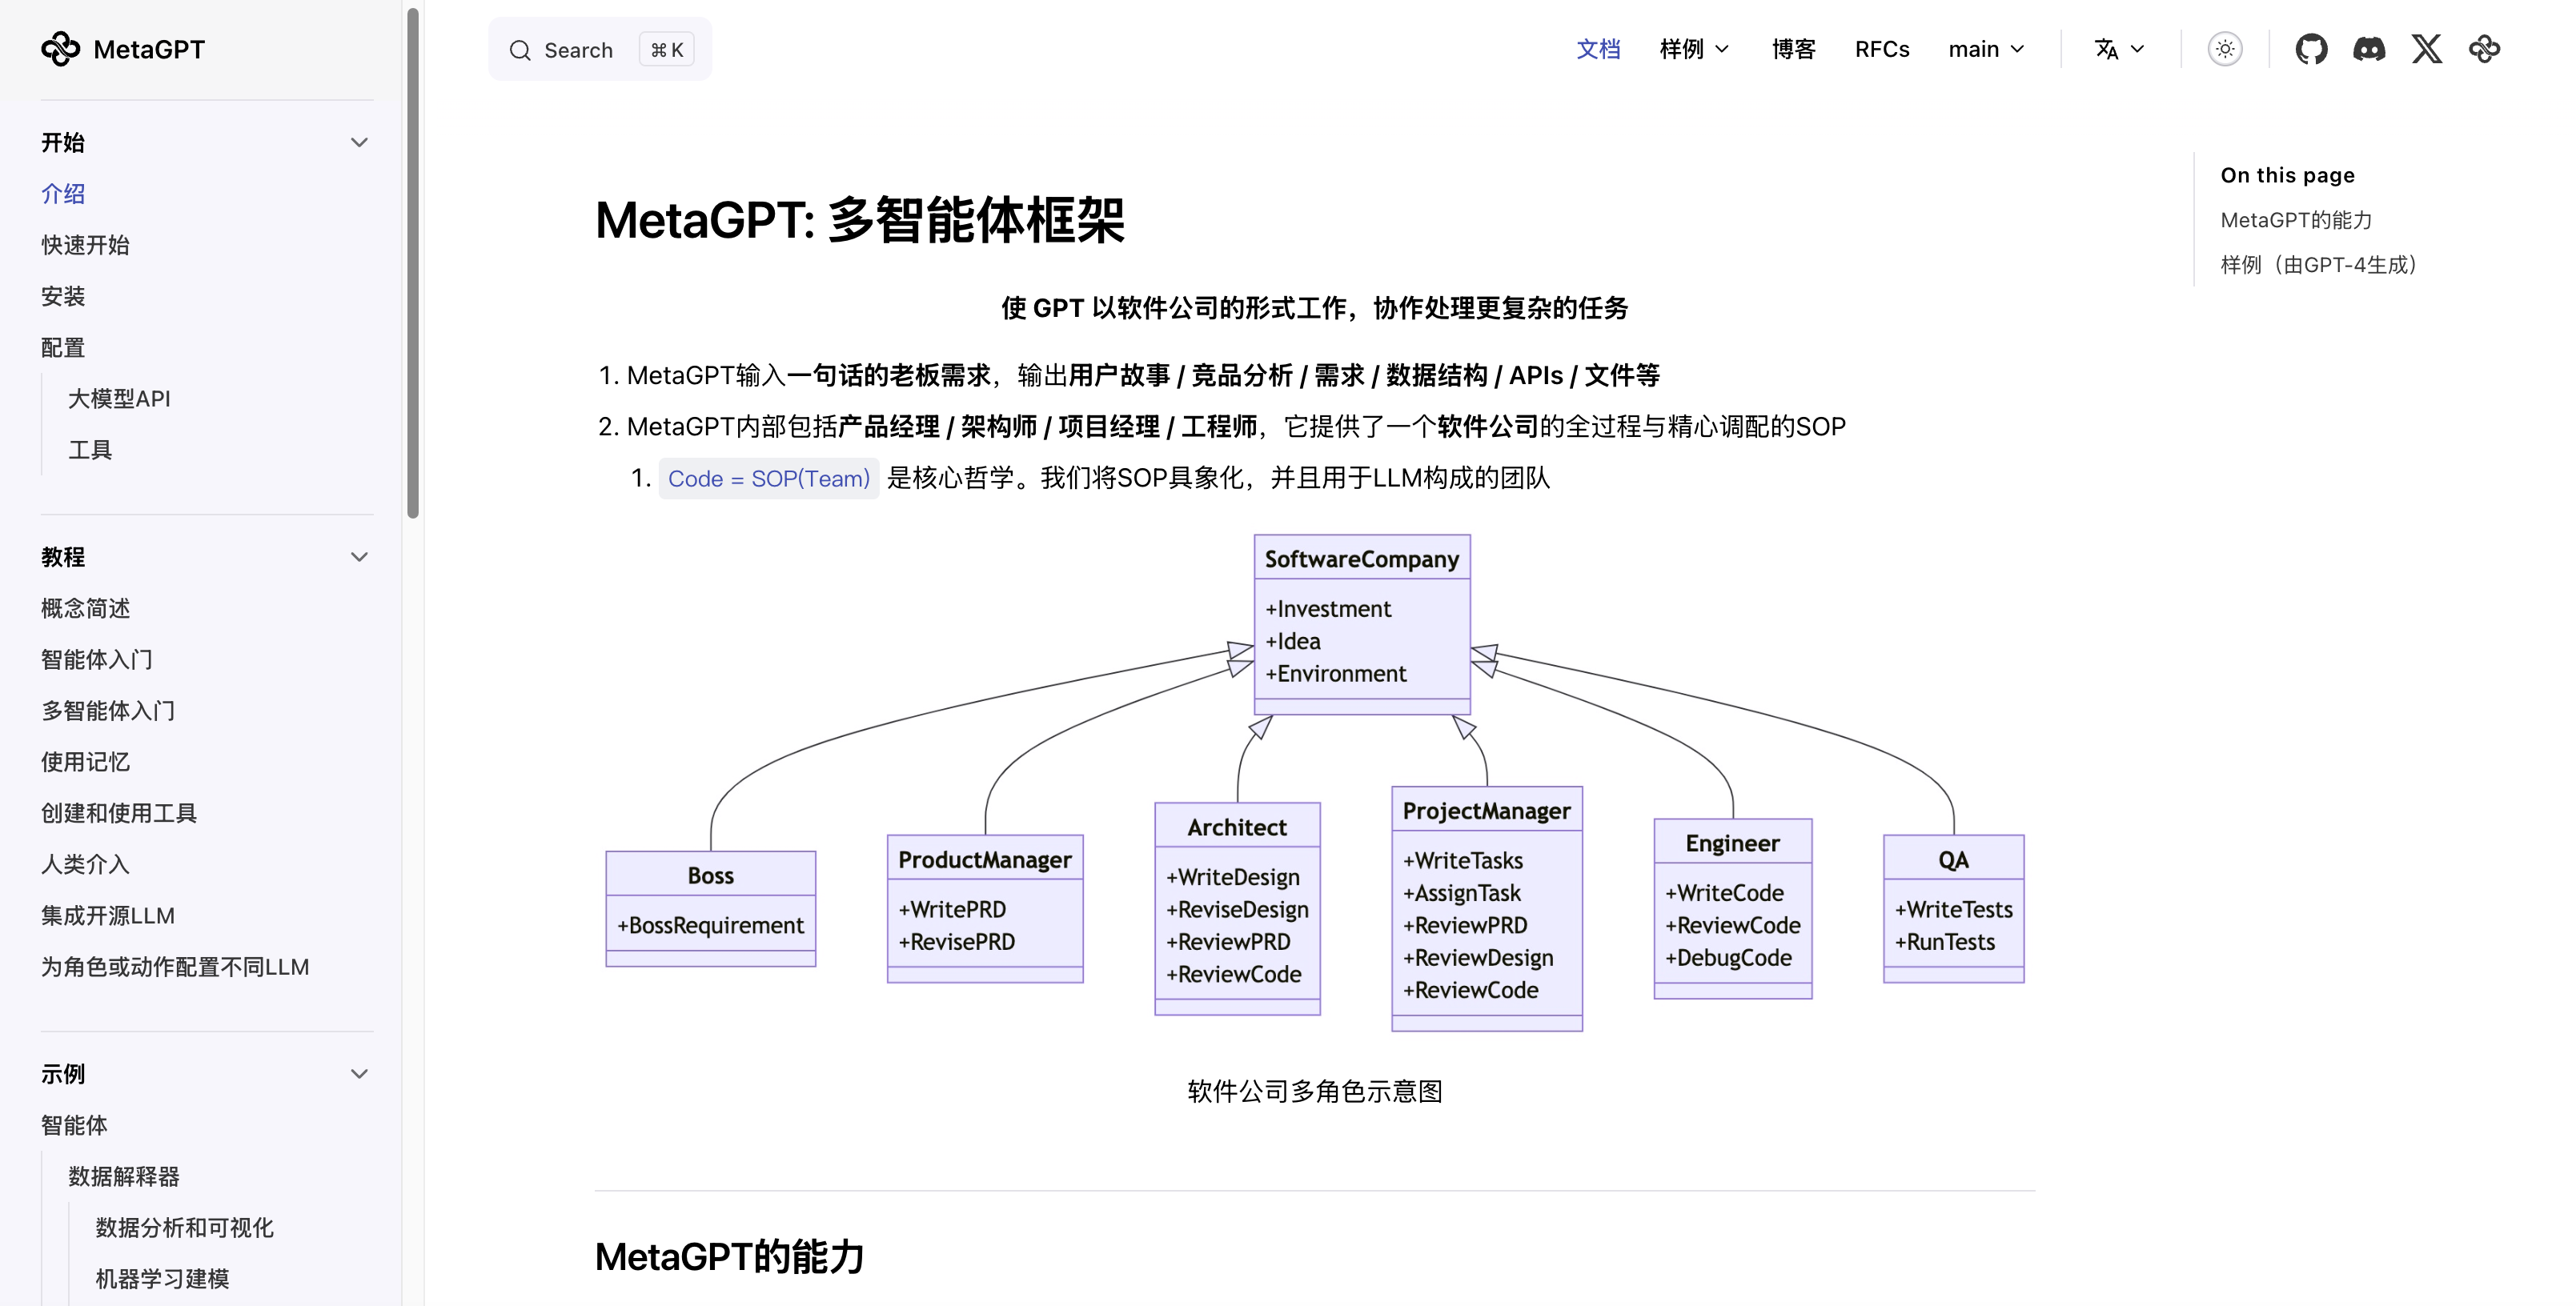 MetaGPT
Search ⌘ K
文档 样例 博客 RFCs main
开始
介绍
快速开始
安装
配置
大模型API
工具
教程
概念简述
智能体入门
多智能体入门
使用记忆
创建和使用工具
人类介入
集成开源LLM
为角色或动作配置不同LLM
示例
智能体
数据解释器
数据分析和可视化
机器学习建模
MetaGPT: 多智能体框架
使 GPT 以软件公司的形式工作，协作处理更复杂的任务
1. MetaGPT输入一句话的老板需求，输出用户故事 / 竞品分析 / 需求 / 数据结构 / APIs / 文件等
2. MetaGPT内部包括产品经理 / 架构师 / 项目经理 / 工程师，它提供了一个软件公司的全过程与精心调配的SOP
1. Code = SOP(Team) 是核心哲学。我们将SOP具象化，并且用于LLM构成的团队
SoftwareCompany
+Investment
+Idea
+Environment
Boss
+BossRequirement
ProductManager
+WritePRD
+RevisePRD
Architect
+WriteDesign
+ReviseDesign
+ReviewPRD
+ReviewCode
ProjectManager
+WriteTasks
+AssignTask
+ReviewPRD
+ReviewDesign
+ReviewCode
Engineer
+WriteCode
+ReviewCode
+DebugCode
QA
+WriteTests
+RunTests
软件公司多角色示意图
MetaGPT的能力
On this page
MetaGPT的能力
样例（由GPT-4生成）